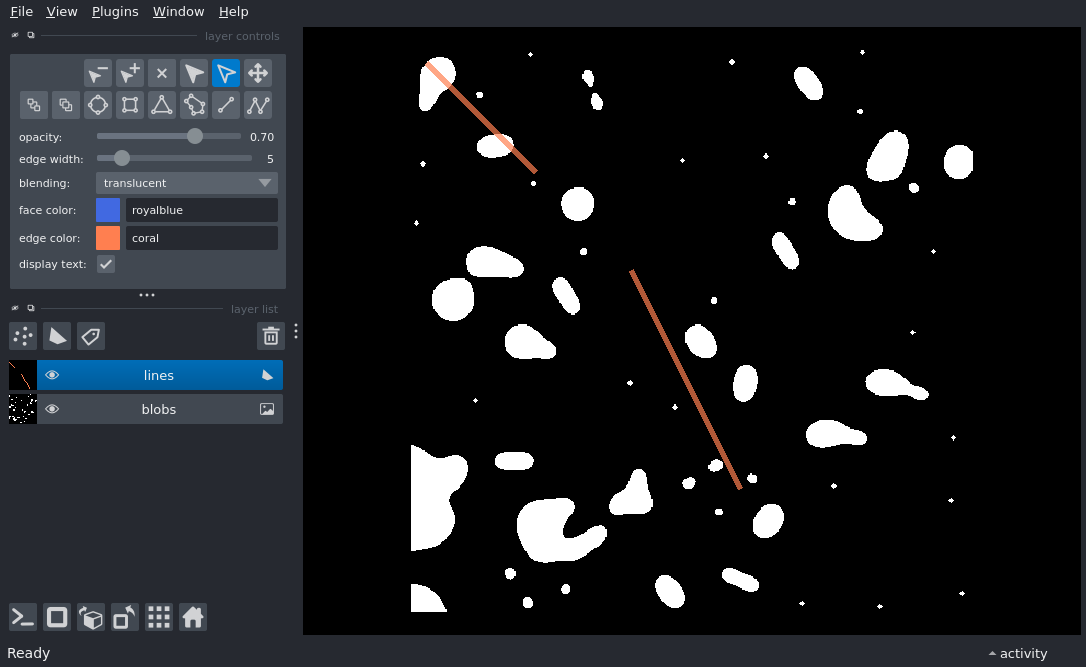 File View Plugins Window Help
layer controls
opacity: 0.70
edge width: 5
blending: translucent
face color: royalblue
edge color: coral
display text:
layer list
lines
blobs
Ready
activity